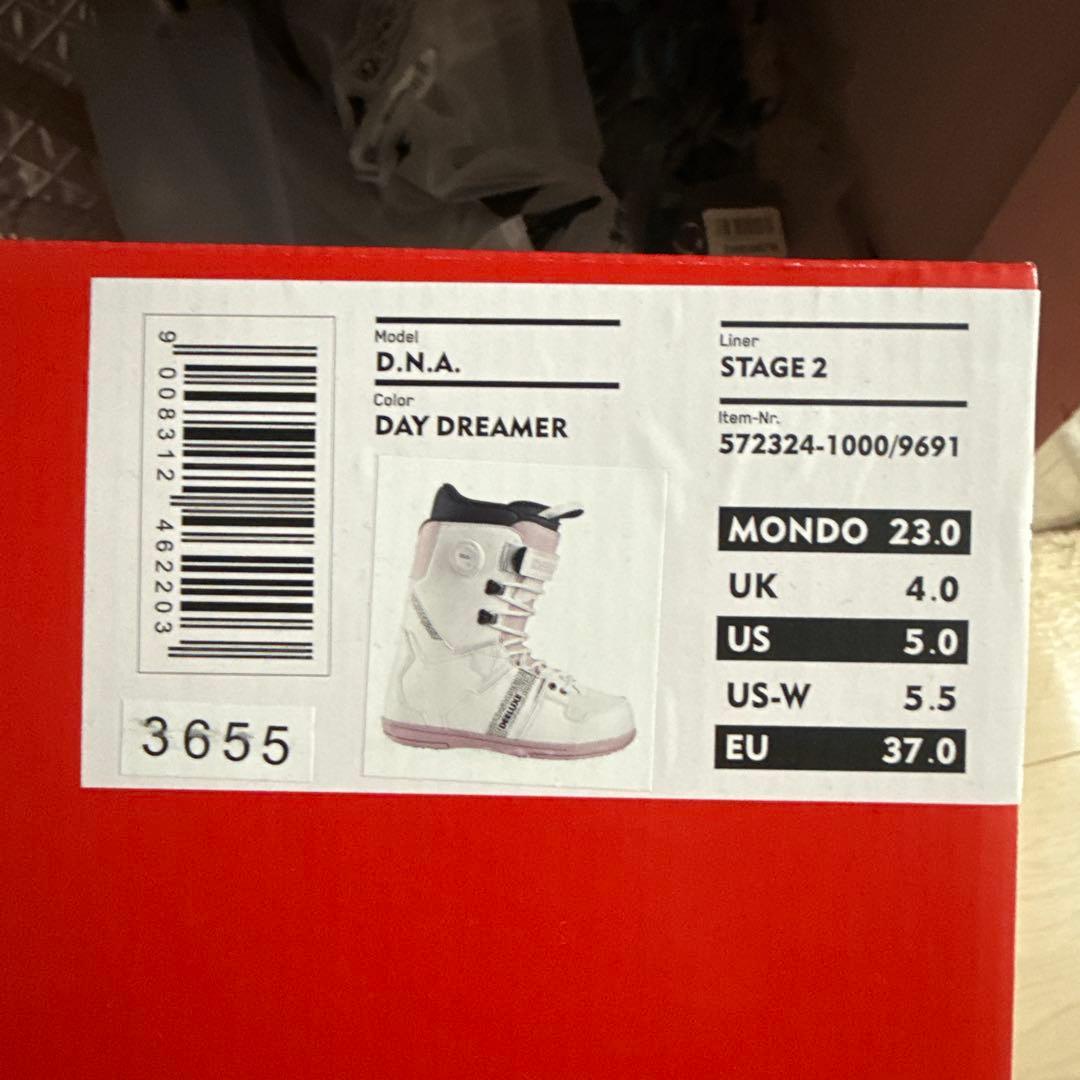 9 008312 462203
3655
Model
D.N.A.
Color
DAY DREAMER
DEELUXE
Liner
STAGE 2
Item-Nr.
572324-1000/9691
MONDO 23.0
UK 4.0
US 5.0
US-W 5.5
EU 37.0